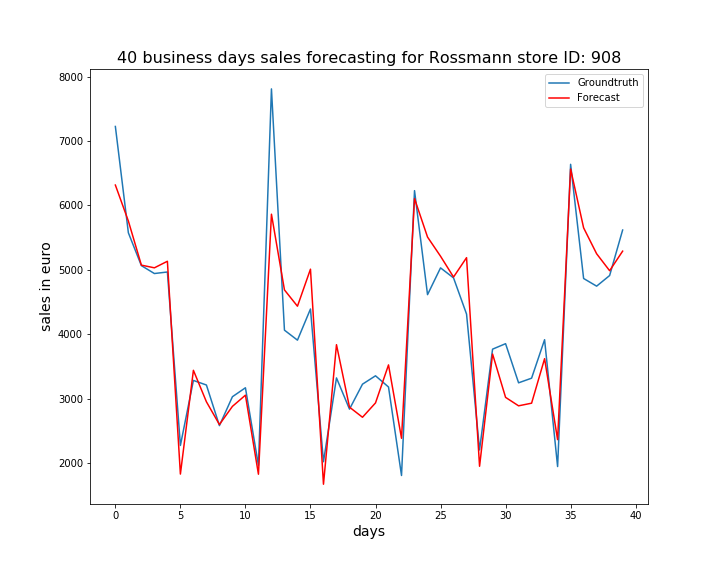 40 business days sales forecasting for Rossmann store ID: 908
Groundtruth
Forecast
8000
7000
6000
5000
4000
3000
2000
sales in euro
0 5 10 15 20 25 30 35 40
days